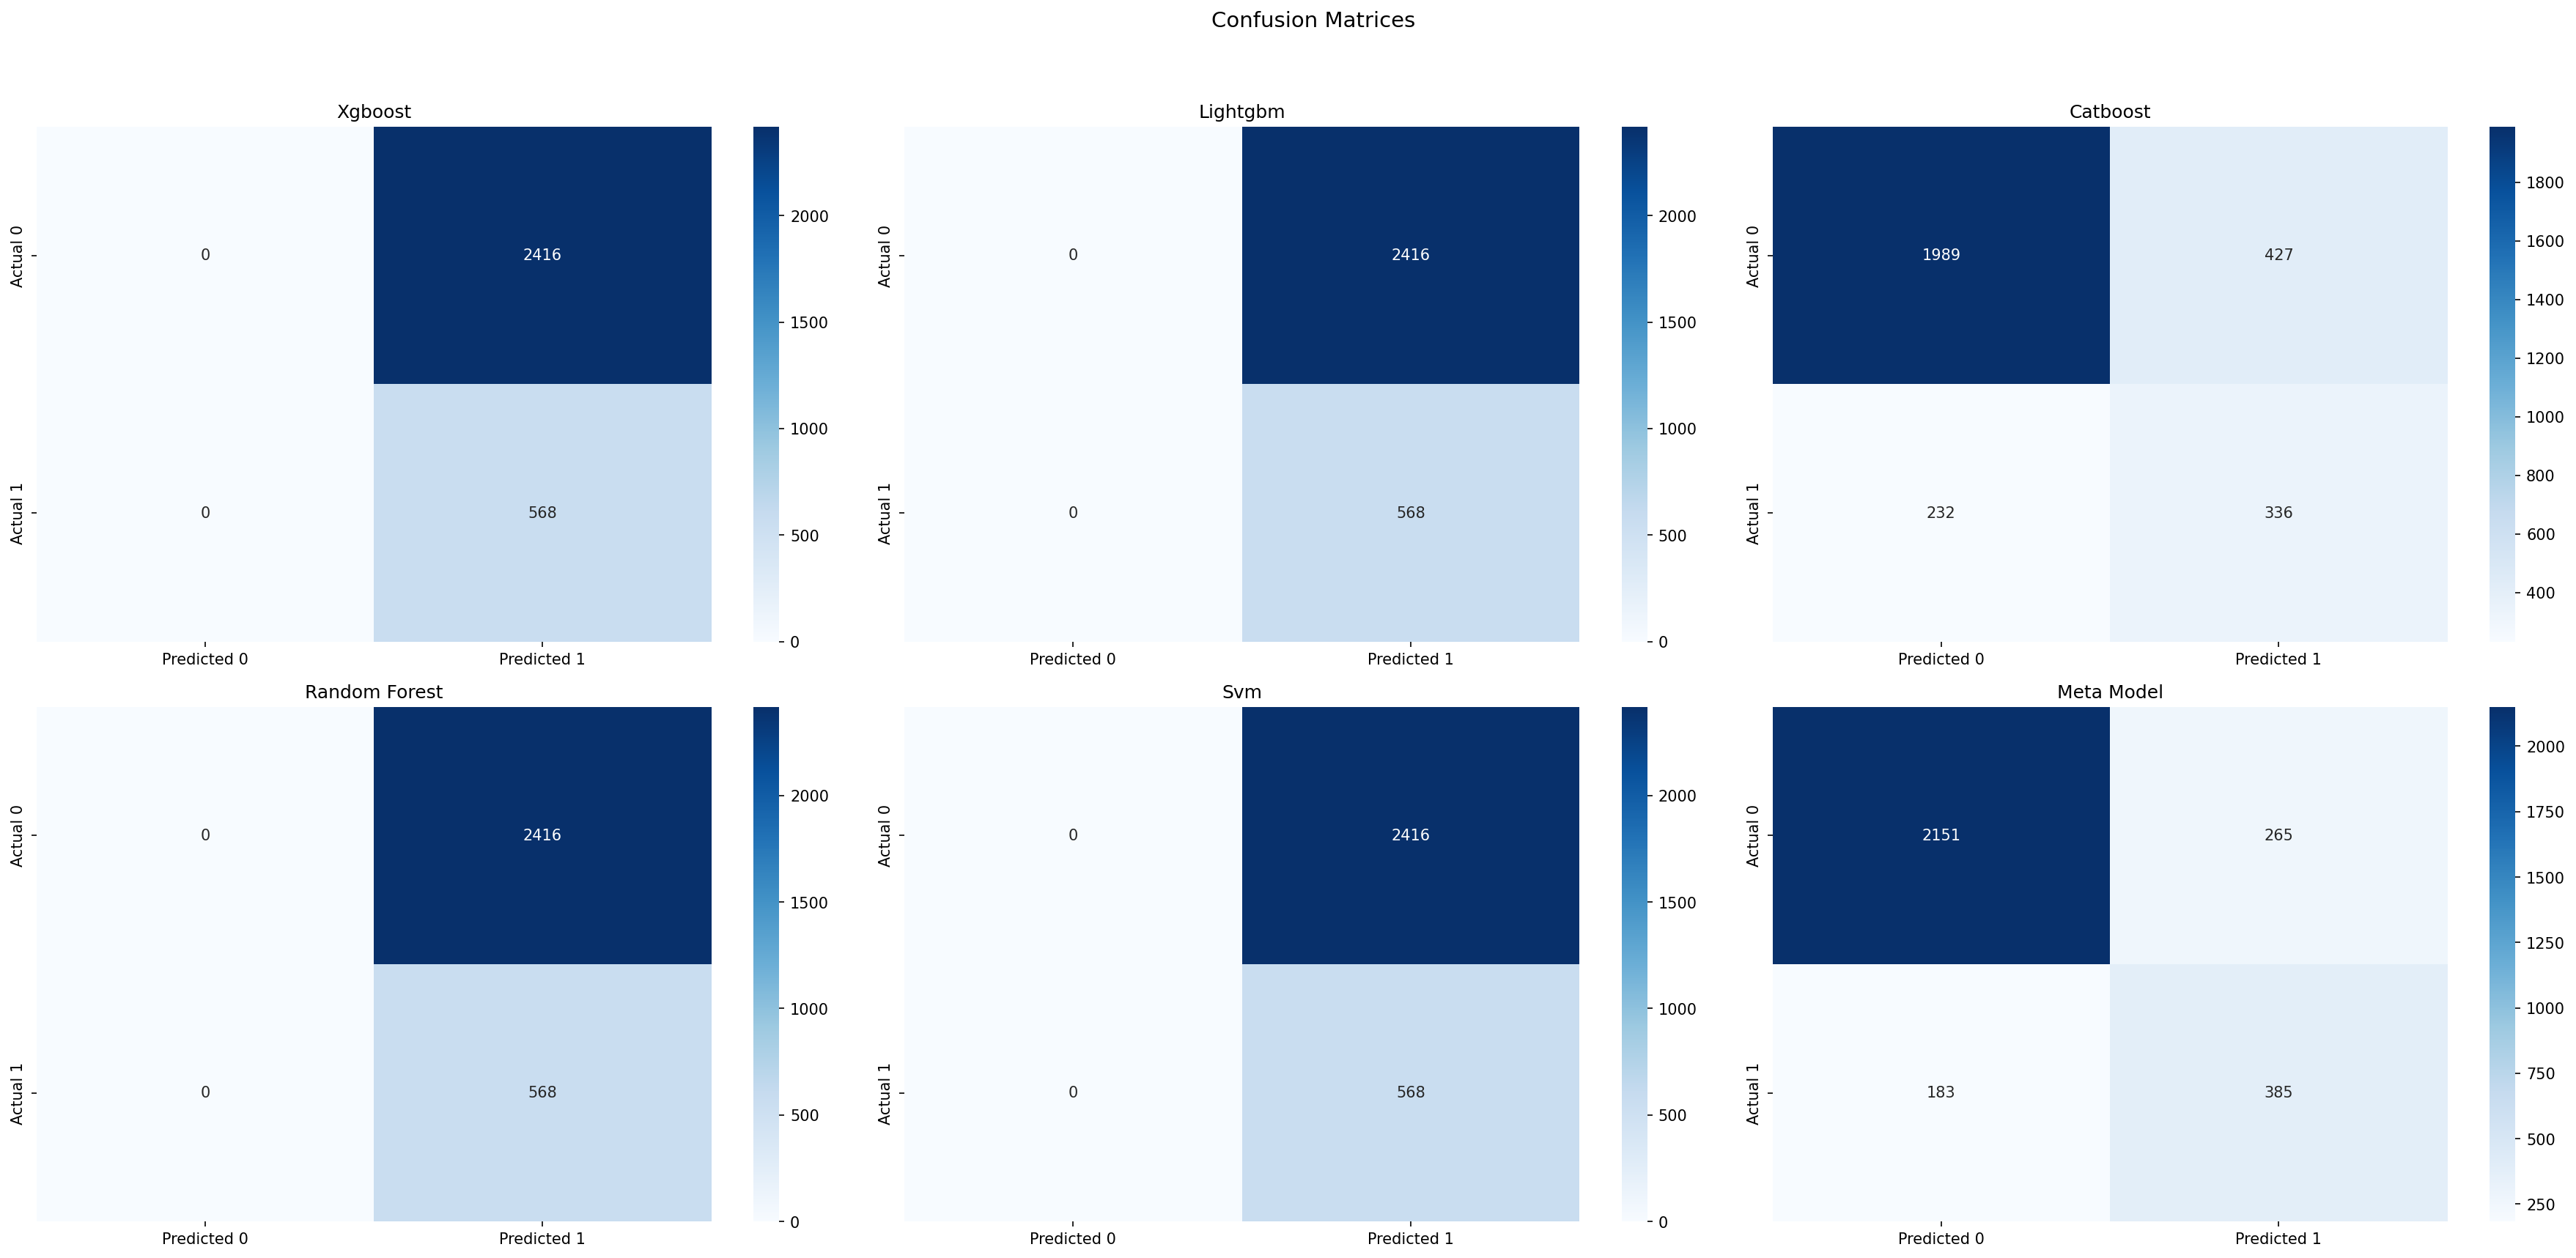 Confusion Matrices
Xgboost
Lightgbm
Catboost
Actual 0
0
2416
Actual 1
0
568
Predicted 0
Predicted 1
2000
1500
1000
500
0
Actual 0
0
2416
Actual 1
0
568
Predicted 0
Predicted 1
2000
1500
1000
500
0
Actual 0
1989
427
Actual 1
232
336
Predicted 0
Predicted 1
1800
1600
1400
1200
1000
800
600
400
Random Forest
Svm
Meta Model
Actual 0
0
2416
Actual 1
0
568
Predicted 0
Predicted 1
2000
1500
1000
500
0
Actual 0
0
2416
Actual 1
0
568
Predicted 0
Predicted 1
2000
1500
1000
500
0
Actual 0
2151
265
Actual 1
183
385
Predicted 0
Predicted 1
2000
1750
1500
1250
1000
750
500
250